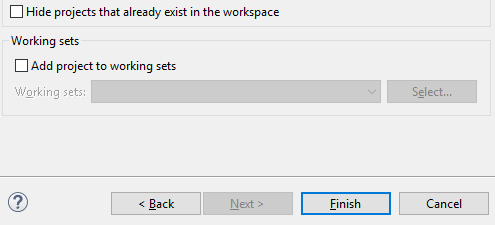 Hide projects that already exist in the workspace
Working sets
Add project to working sets
Working sets:
Select...
?
< Back
Next >
Finish
Cancel